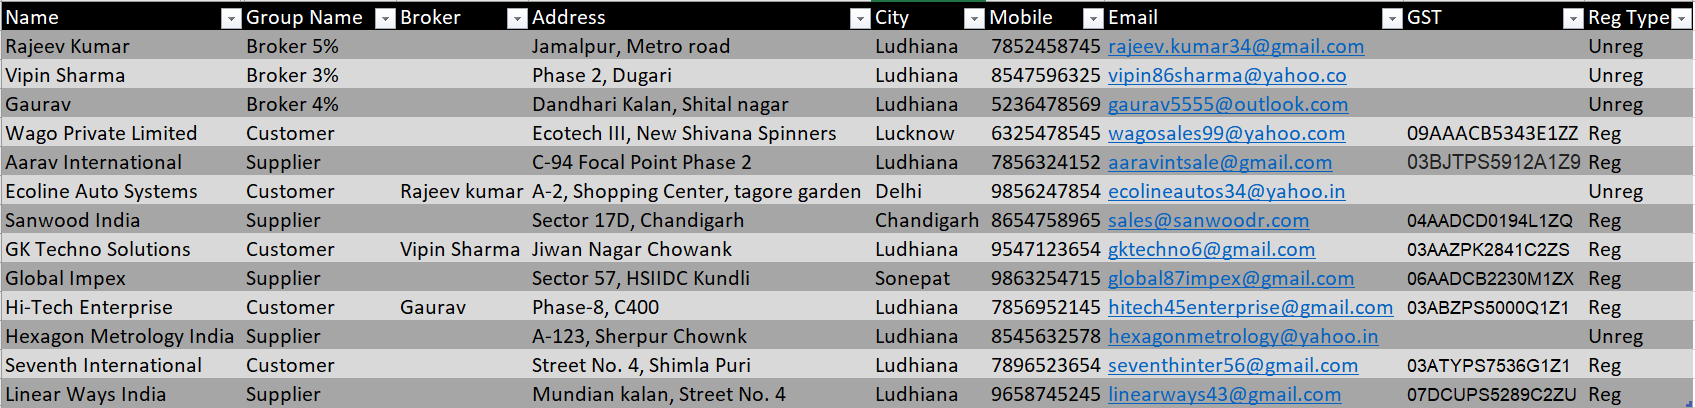 Name Group Name Broker Address City Mobile Email GST Reg Type
Rajeev Kumar Broker 5% Jamalpur, Metro road Ludhiana 7852458745 rajeev.kumar34@gmail.com Unreg
Vipin Sharma Broker 3% Phase 2, Dugari Ludhiana 8547596325 vipin86sharma@yahoo.co Unreg
Gaurav Broker 4% Dandhari Kalan, Shital nagar Ludhiana 5236478569 gaurav5555@outlook.com Unreg
Wago Private Limited Customer Ecotech III, New Shivana Spinners Lucknow 6325478545 wagosales99@yahoo.com 09AAACB5343E1ZZ Reg
Aarav International Supplier C-94 Focal Point Phase 2 Ludhiana 7856324152 aaravintsale@gmail.com 03BJTPS5912A1Z9 Reg
Ecoline Auto Systems Customer Rajeev kumar A-2, Shopping Center, tagore garden Delhi 9856247854 ecolineautos34@yahoo.in Unreg
Sanwood India Supplier Sector 17D, Chandigarh Chandigarh 8654758965 sales@sanwoodr.com 04AADCD0194L1ZQ Reg
GK Techno Solutions Customer Vipin Sharma Jiwan Nagar Chowank Ludhiana 9547123654 gktechno6@gmail.com 03AAZPK2841C2ZS Reg
Global Impex Supplier Sector 57, HSIIDC Kundli Sonepat 9863254715 global87impex@gmail.com 06AADCB2230M1ZX Reg
Hi-Tech Enterprise Customer Gaurav Phase-8, C400 Ludhiana 7856952145 hitech45enterprise@gmail.com 03ABZPS5000Q1Z1 Reg
Hexagon Metrology India Supplier A-123, Sherpur Chownk Ludhiana 8545632578 hexagonmetrology@yahoo.in Unreg
Seventh International Customer Street No. 4, Shimla Puri Ludhiana 7896523654 seventhinter56@gmail.com 03ATYPS7536G1Z1 Reg
Linear Ways India Supplier Mundian kalan, Street No. 4 Ludhiana 9658745245 linearways43@gmail.com 07DCUPS5289C2ZU Reg